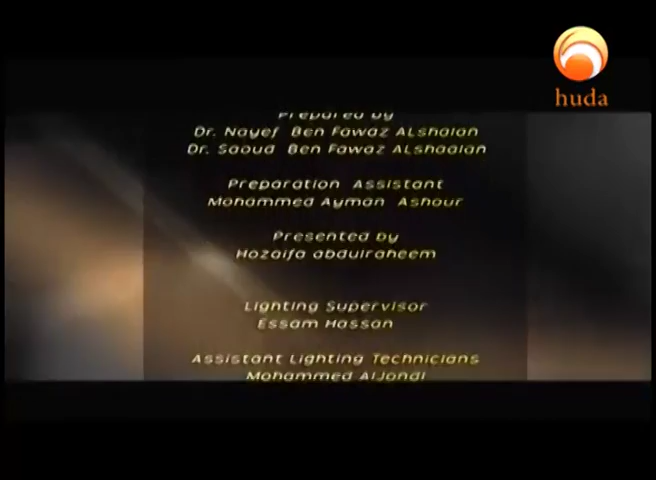 huda
Prepared by
Dr. Nayef Ben Fawaz ALshalan
Dr. Saoud Ben Fawaz ALshaalan
Preparation Assistant
Mohammed Ayman Ashour
Presented by
Hozaifa abdulraheem
Lighting Supervisor
Essam Hassan
Assistant Lighting Technicians
Mohammed AlJondi